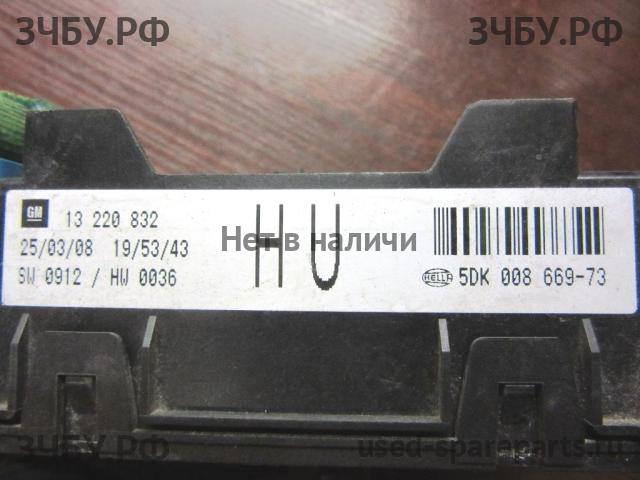 ЗЧБУ.РФ
ЗЧБУ.РФ
GM
13 220 832
25/03/08 19/53/43
SW 0912 / HW 0036
HU
Нет в наличи
HELLA
5DK 008 669-73
ЗЧБУ.РФ
used-spareparts.ru